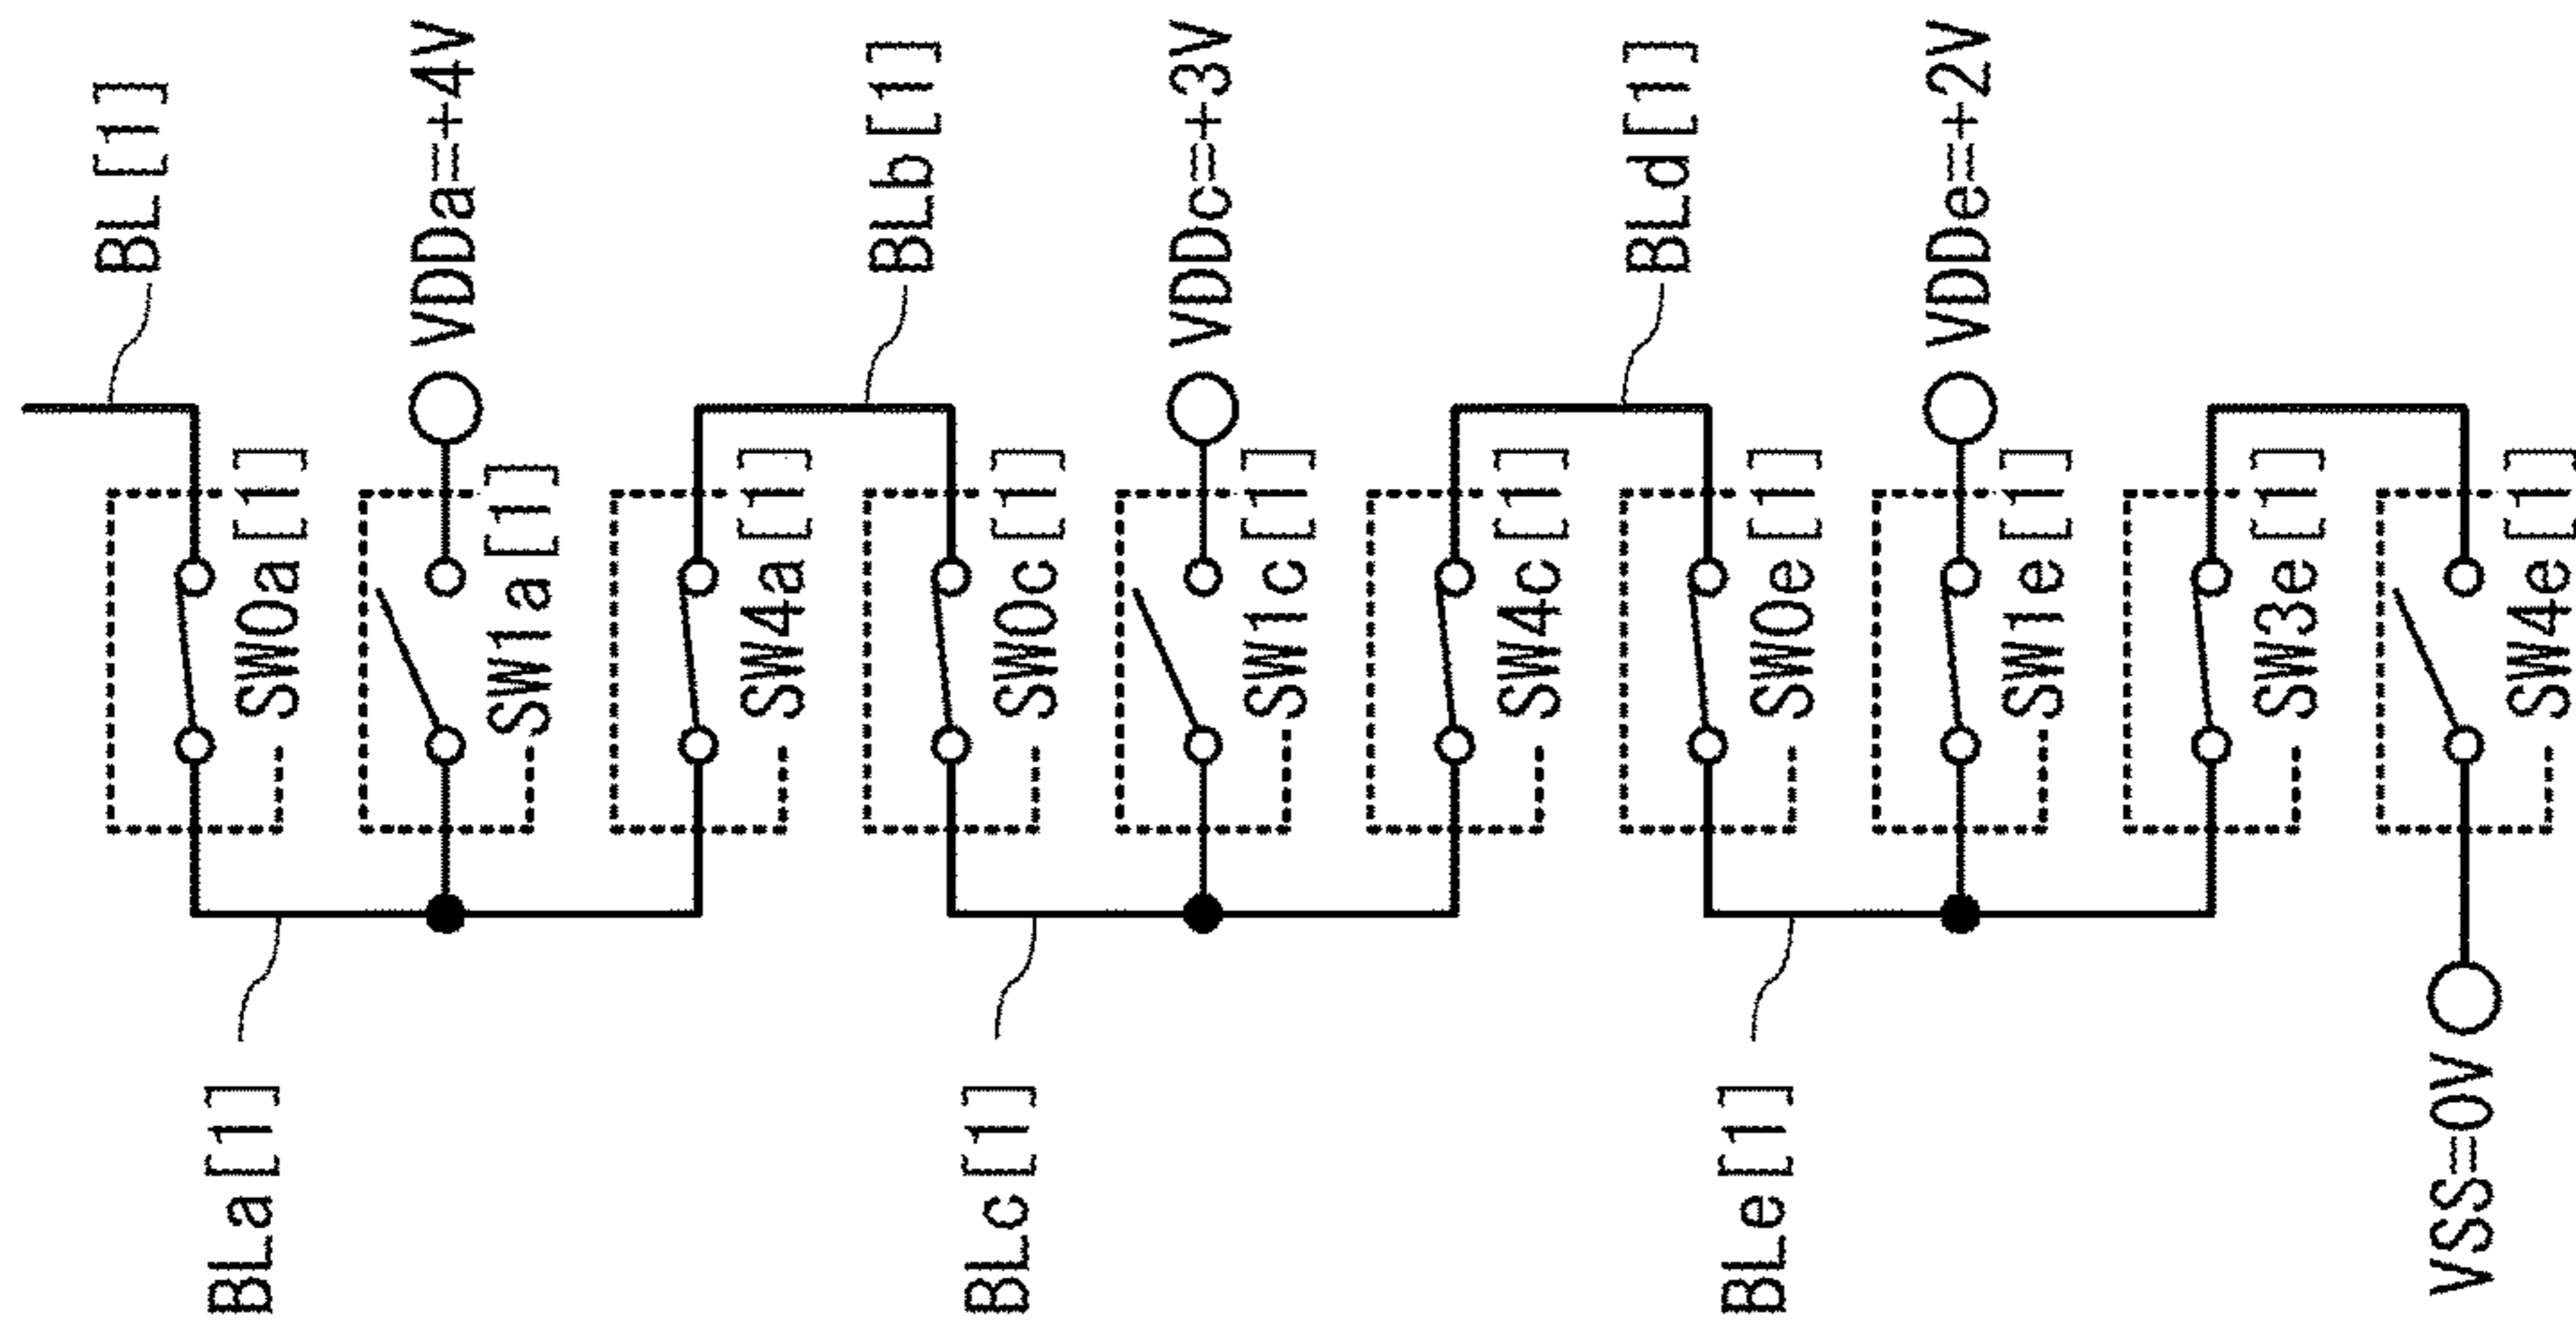 BL[1]
VDDa=+4V
BLb[1]
VDDc=+3V
BLd[1]
VDDe=+2V
SW0a[1]
SW1a[1]
SW4a[1]
SW0c[1]
SW1c[1]
SW4c[1]
SW0e[1]
SW1e[1]
SW3e[1]
SW4e[1]
BLa[1]
BLc[1]
BLe[1]
VSS=0V